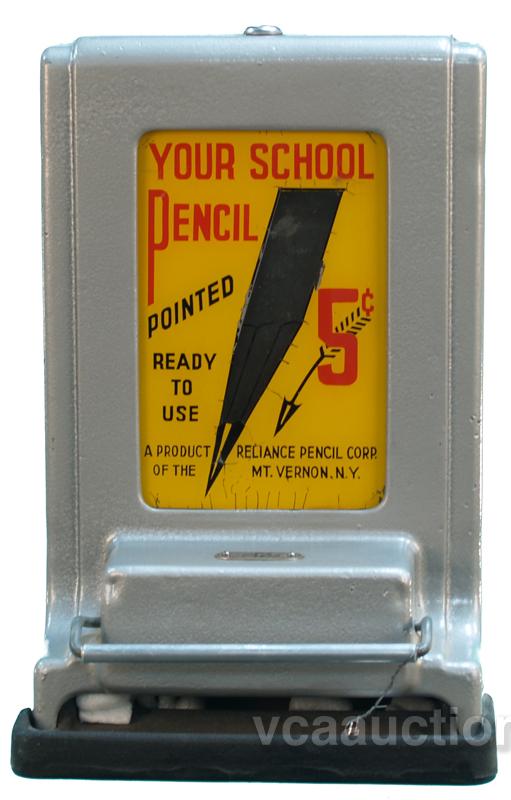 YOUR SCHOOL
PENCIL
POINTED
5¢
READY
TO
USE
A PRODUCT
OF THE
RELIANCE PENCIL CORP.
MT. VERNON, N.Y.
vcaauction